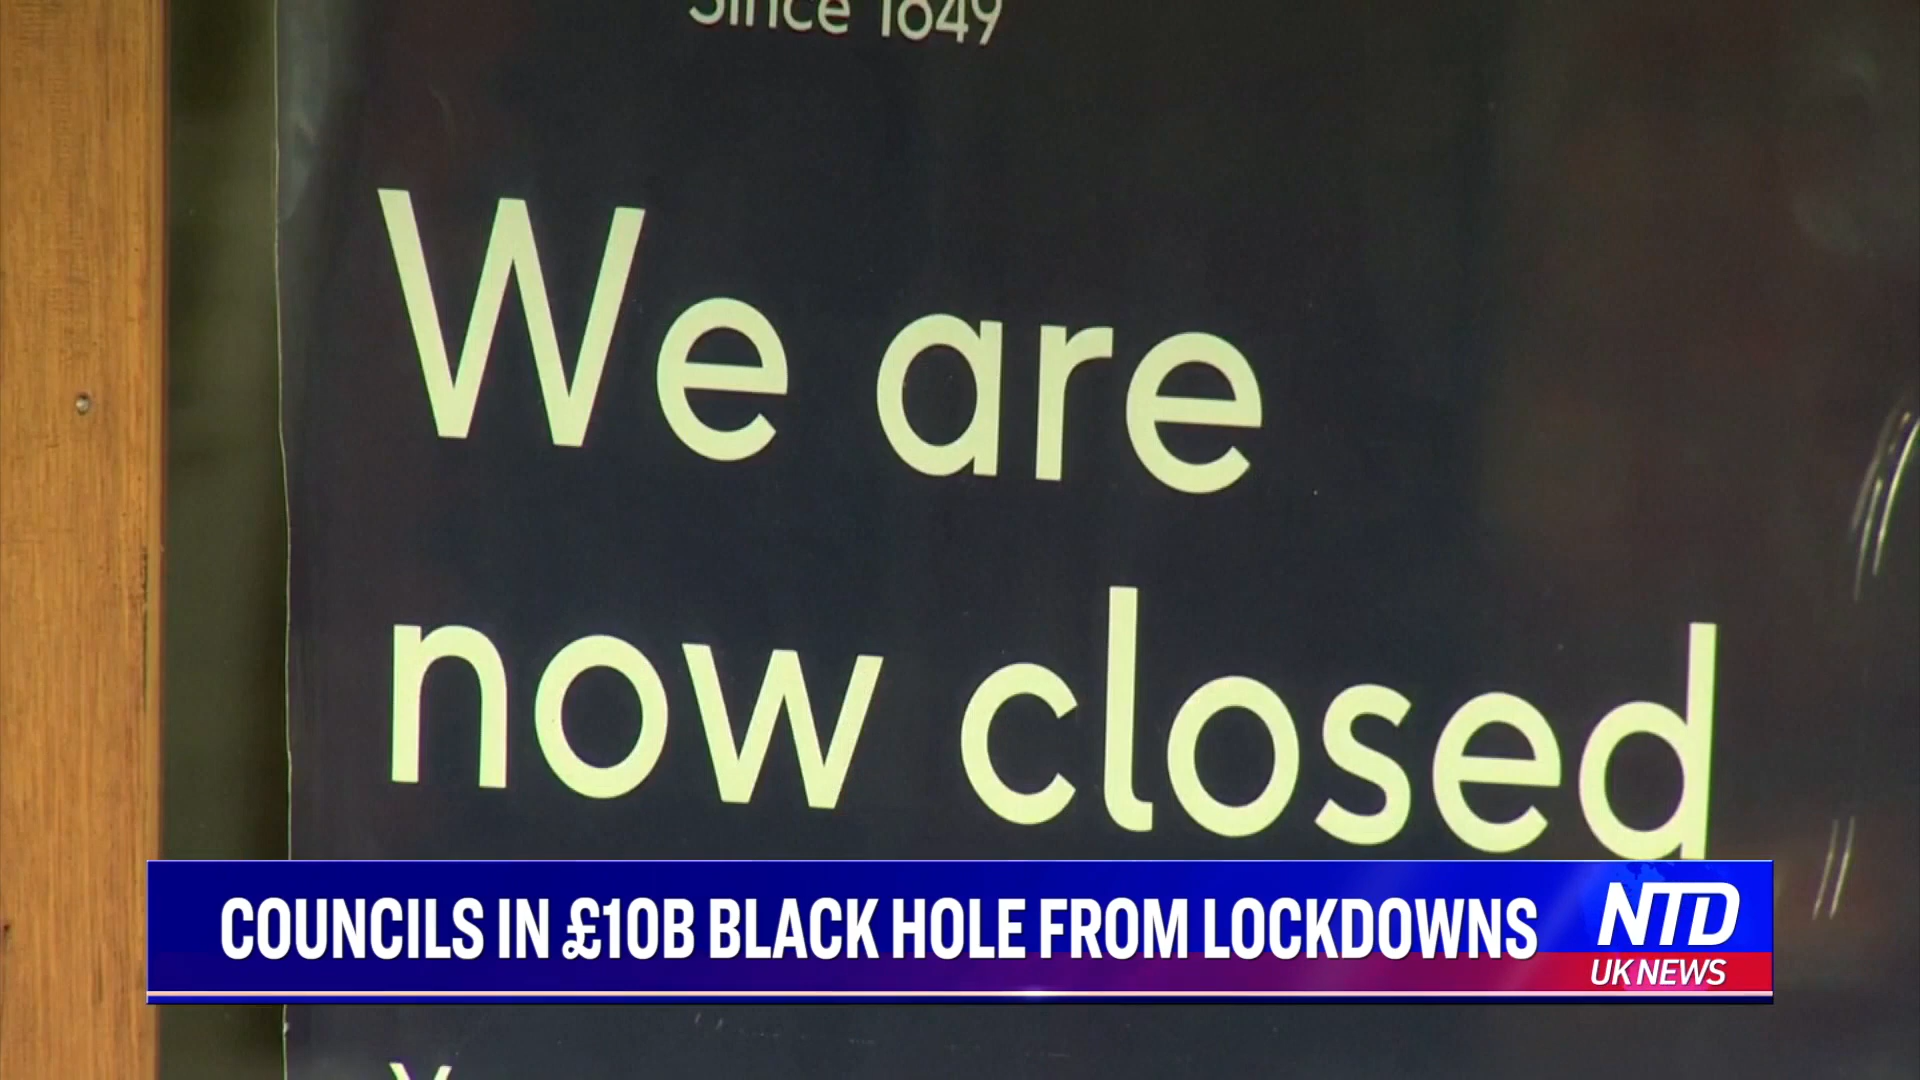 Since 1649
We are
now closed
COUNCILS IN £10B BLACK HOLE FROM LOCKDOWNS
NTD
UK NEWS